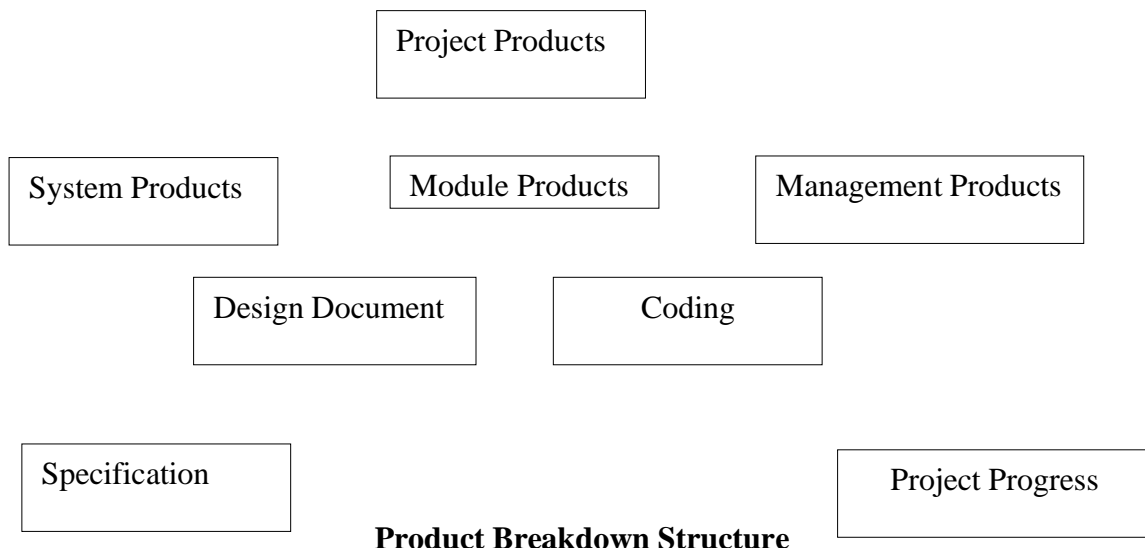 Project Products
System Products
Module Products
Management Products
Design Document
Coding
Specification
Project Progress
Product Breakdown Structure